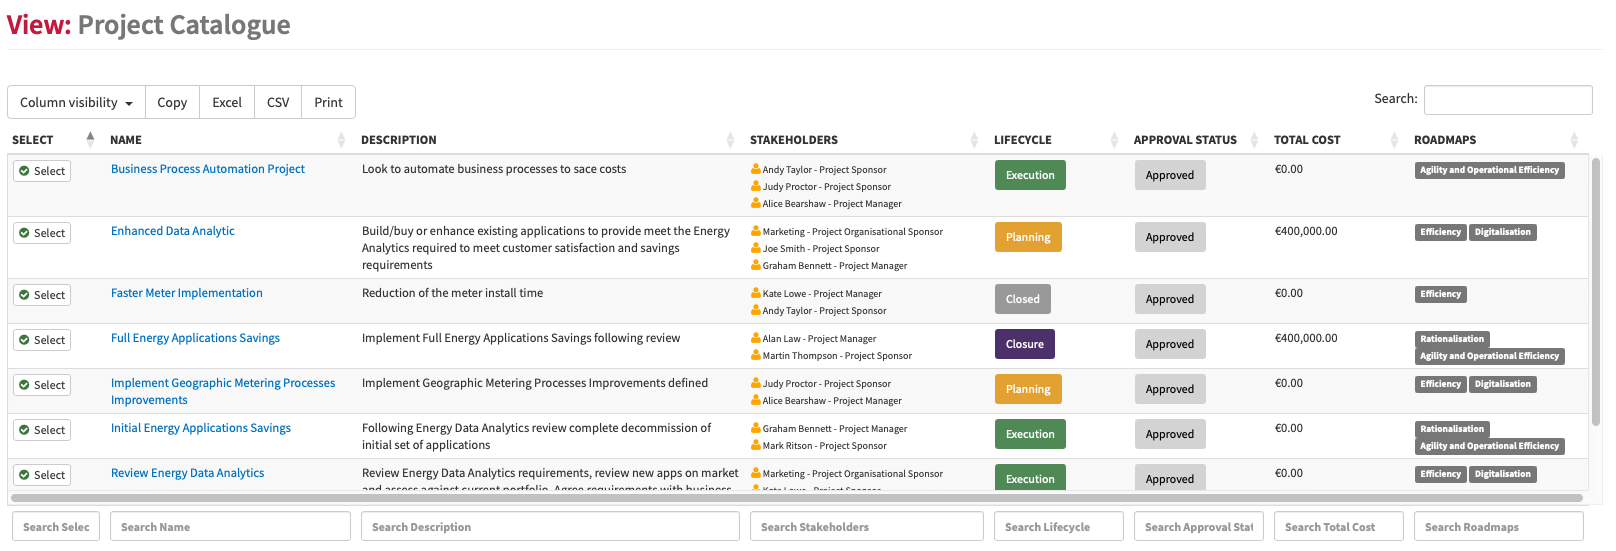 View: Project Catalogue
Column visibility Copy Excel CSV Print
Search:
SELECT NAME DESCRIPTION STAKEHOLDERS LIFECYCLE APPROVAL STATUS TOTAL COST ROADMAPS
Select Business Process Automation Project Look to automate business processes to sace costs Andy Taylor - Project Sponsor Execution Approved €0.00 Agility and Operational Efficiency
Judy Proctor - Project Sponsor
Alice Bearshaw - Project Manager
Select Enhanced Data Analytic Build/buy or enhance existing applications to provide meet the Energy Marketing - Project Organisational Sponsor Planning Approved €400,000.00 Efficiency Digitalisation
Analytics required to meet customer satisfaction and savings Joe Smith - Project Sponsor
requirements Graham Bennett - Project Manager
Select Faster Meter Implementation Reduction of the meter install time Kate Lowe - Project Manager Closed Approved €0.00 Efficiency
Andy Taylor - Project Sponsor
Select Full Energy Applications Savings Implement Full Energy Applications Savings following review Alan Law - Project Manager Closure Approved €400,000.00 Rationalisation
Martin Thompson - Project Sponsor Agility and Operational Efficiency
Select Implement Geographic Metering Processes Implement Geographic Metering Processes Improvements defined Judy Proctor - Project Sponsor Planning Approved €0.00 Efficiency Digitalisation
Improvements Alice Bearshaw - Project Manager
Select Initial Energy Applications Savings Following Energy Data Analytics review complete decommission of Graham Bennett - Project Manager Execution Approved €0.00 Rationalisation
initial set of applications Mark Ritson - Project Sponsor Agility and Operational Efficiency
Select Review Energy Data Analytics Review Energy Data Analytics requirements, review new apps on market Marketing - Project Organisational Sponsor Execution Approved €0.00 Efficiency Digitalisation
and assess against current portfolio. Agree requirements with business Kate Lowe - Project Sponsor
Search Selec Search Name Search Description Search Stakeholders Search Lifecycle Search Approval Stat Search Total Cost Search Roadmaps